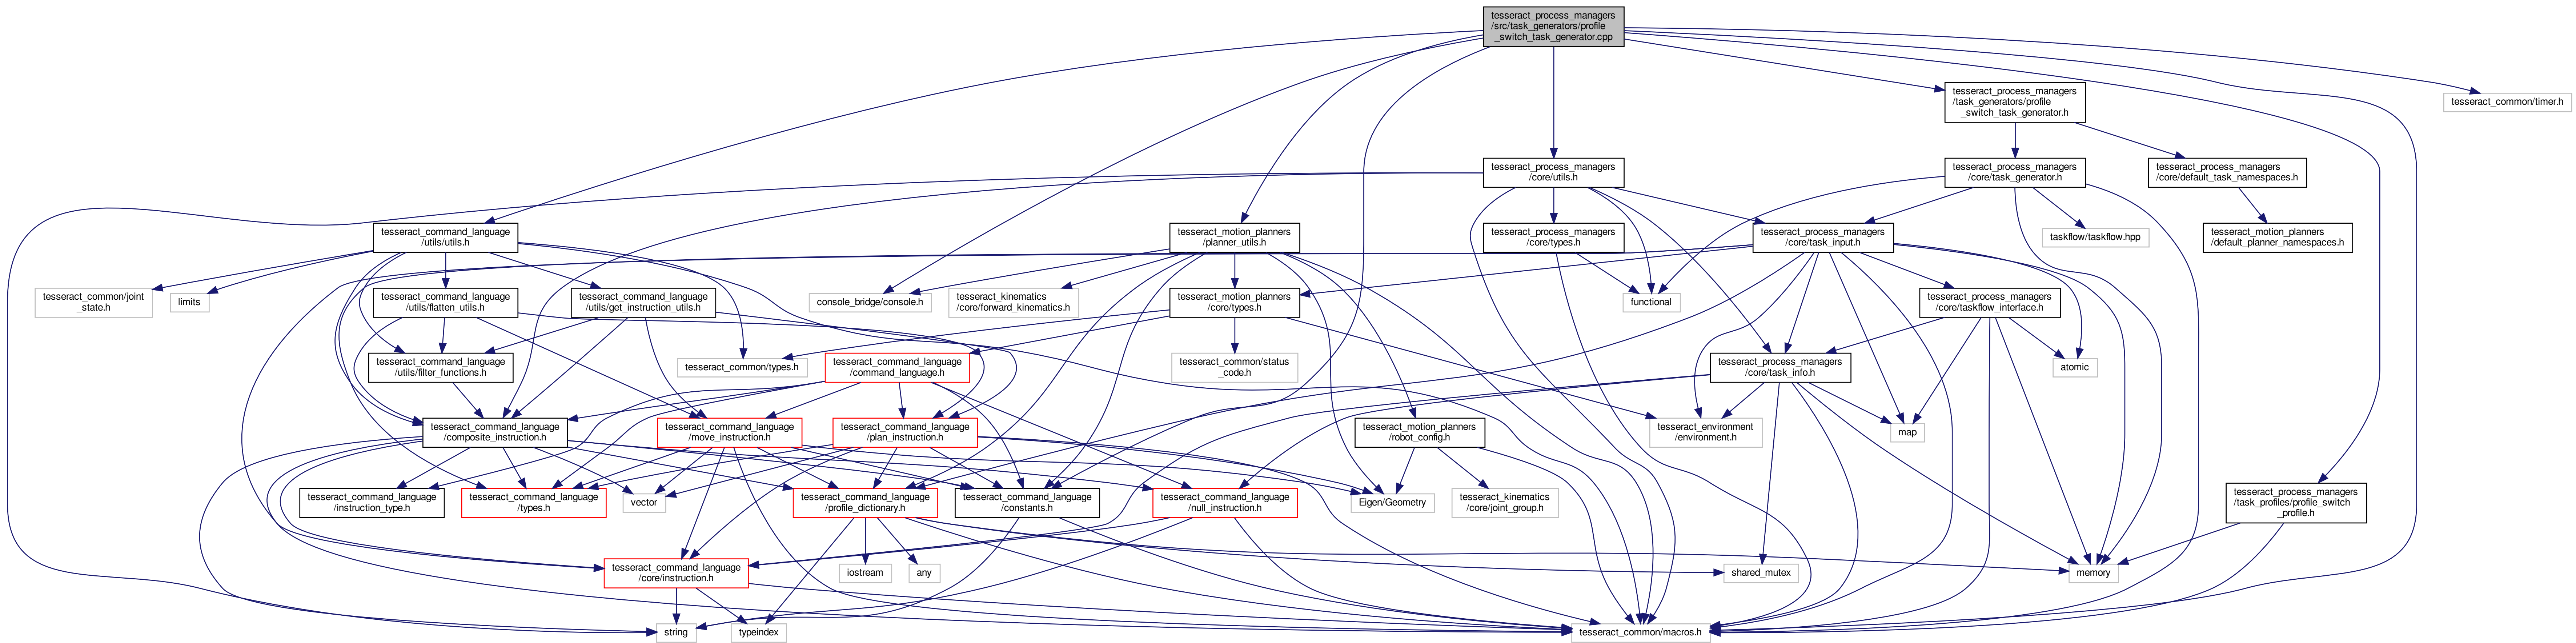 tesseract_process_managers
/src/task_generators/profile
_switch_task_generator.cpp
tesseract_process_managers
/task_generators/profile
_switch_task_generator.h
tesseract_common/timer.h
tesseract_process_managers
/core/utils.h
tesseract_process_managers
/core/task_generator.h
tesseract_process_managers
/core/default_task_namespaces.h
tesseract_command_language
/utils/utils.h
tesseract_motion_planners
/planner_utils.h
tesseract_process_managers
/core/types.h
tesseract_process_managers
/core/task_input.h
taskflow/taskflow.hpp
tesseract_motion_planners
/default_planner_namespaces.h
tesseract_common/joint
_state.h
limits
tesseract_command_language
/utils/flatten_utils.h
tesseract_command_language
/utils/get_instruction_utils.h
console_bridge/console.h
tesseract_kinematics
/core/forward_kinematics.h
tesseract_motion_planners
/core/types.h
functional
tesseract_process_managers
/core/taskflow_interface.h
tesseract_command_language
/utils/filter_functions.h
tesseract_common/types.h
tesseract_command_language
/command_language.h
tesseract_common/status
_code.h
tesseract_process_managers
/core/task_info.h
atomic
tesseract_command_language
/composite_instruction.h
tesseract_command_language
/move_instruction.h
tesseract_command_language
/plan_instruction.h
tesseract_motion_planners
/robot_config.h
tesseract_environment
/environment.h
map
tesseract_command_language
/instruction_type.h
tesseract_command_language
/types.h
vector
tesseract_command_language
/profile_dictionary.h
tesseract_command_language
/constants.h
tesseract_command_language
/null_instruction.h
Eigen/Geometry
tesseract_kinematics
/core/joint_group.h
tesseract_process_managers
/task_profiles/profile_switch
_profile.h
tesseract_command_language
/core/instruction.h
iostream
any
shared_mutex
memory
string
typeindex
tesseract_common/macros.h